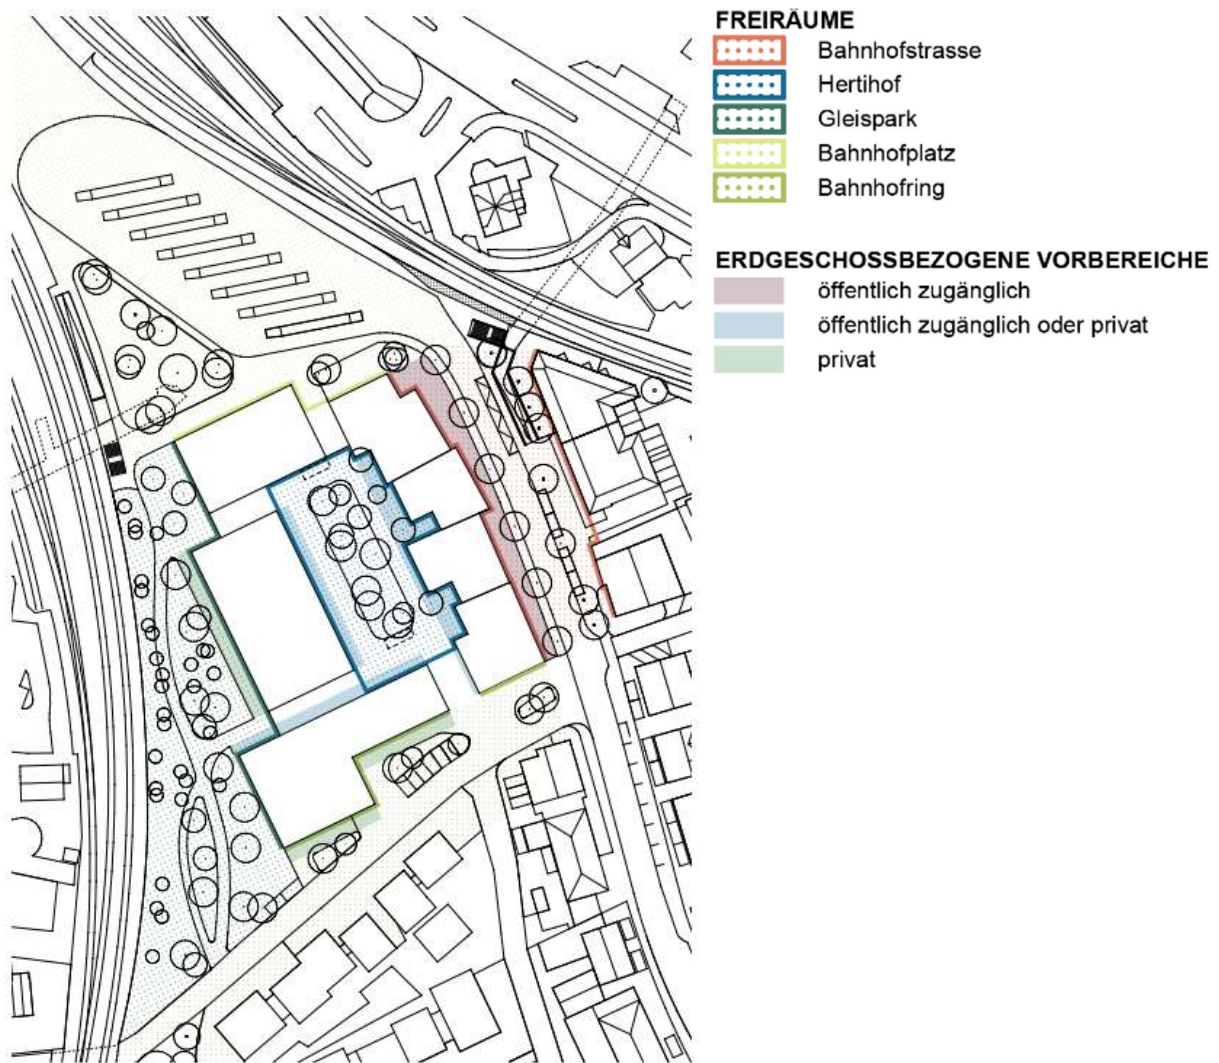 FREIRÄUME
Bahnhofstrasse
Hertihof
Gleispark
Bahnhofplatz
Bahnhofring
ERDGESCHOSSBEZOGENE VORBEREICHE
öffentlich zugänglich
öffentlich zugänglich oder privat
privat